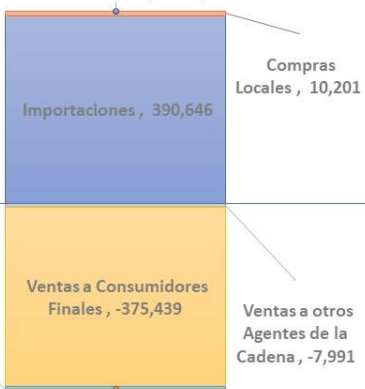 Compras
Locales , 10,201
Importaciones , 390,646
Ventas a Consumidores
Finales , -375,439
Ventas a otros
Agentes de la
Cadena , -7,991